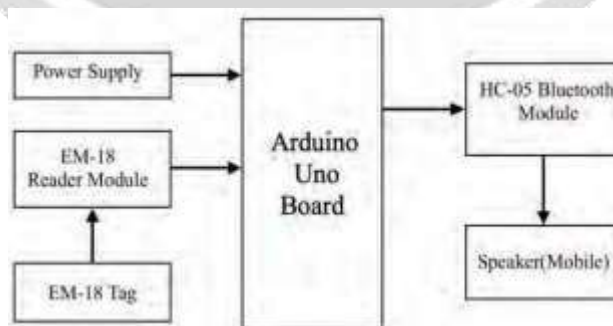 Power Supply
EM-18
Reader Module
EM-18 Tag
Arduino
Uno
Board
HC-05 Bluetooth
Module
Speaker(Mobile)